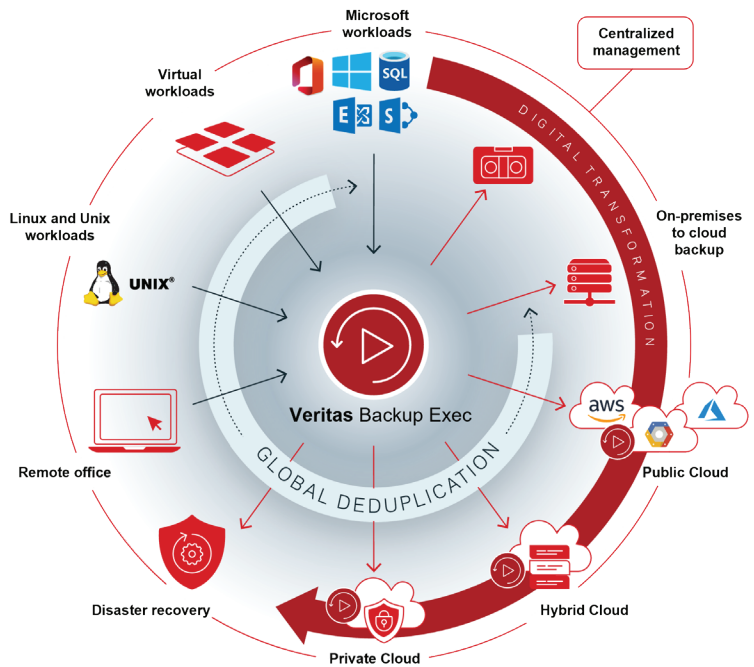 Microsoft
workloads
Centralized
management
Virtual
workloads
SQL
E
S
DIGITAL TRANSFORMATION
Linux and Unix
workloads
UNIX®
On-premises
to cloud
backup
Veritas Backup Exec
aws
GLOBAL DEDUPLICATION
Remote office
Public Cloud
Disaster recovery
Hybrid Cloud
Private Cloud